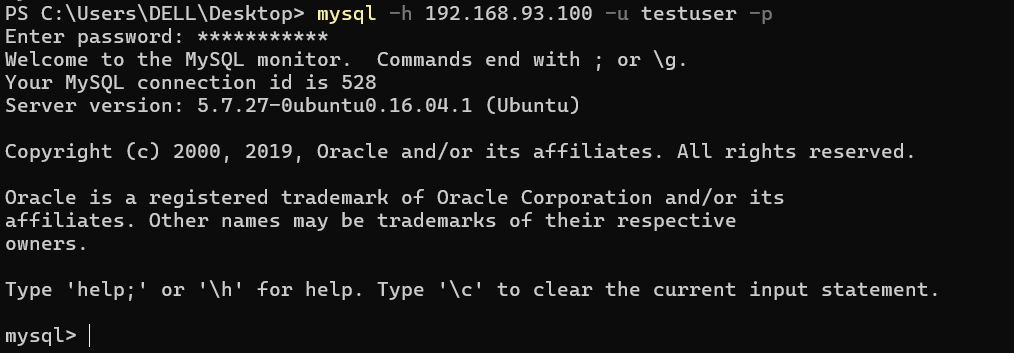 PS C:\Users\DELL\Desktop> mysql -h 192.168.93.100 -u testuser -p
Enter password: ***********
Welcome to the MySQL monitor.  Commands end with ; or \g.
Your MySQL connection id is 528
Server version: 5.7.27-0ubuntu0.16.04.1 (Ubuntu)

Copyright (c) 2000, 2019, Oracle and/or its affiliates. All rights reserved.

Oracle is a registered trademark of Oracle Corporation and/or its
affiliates. Other names may be trademarks of their respective
owners.

Type 'help;' or '\h' for help. Type '\c' to clear the current input statement.

mysql>